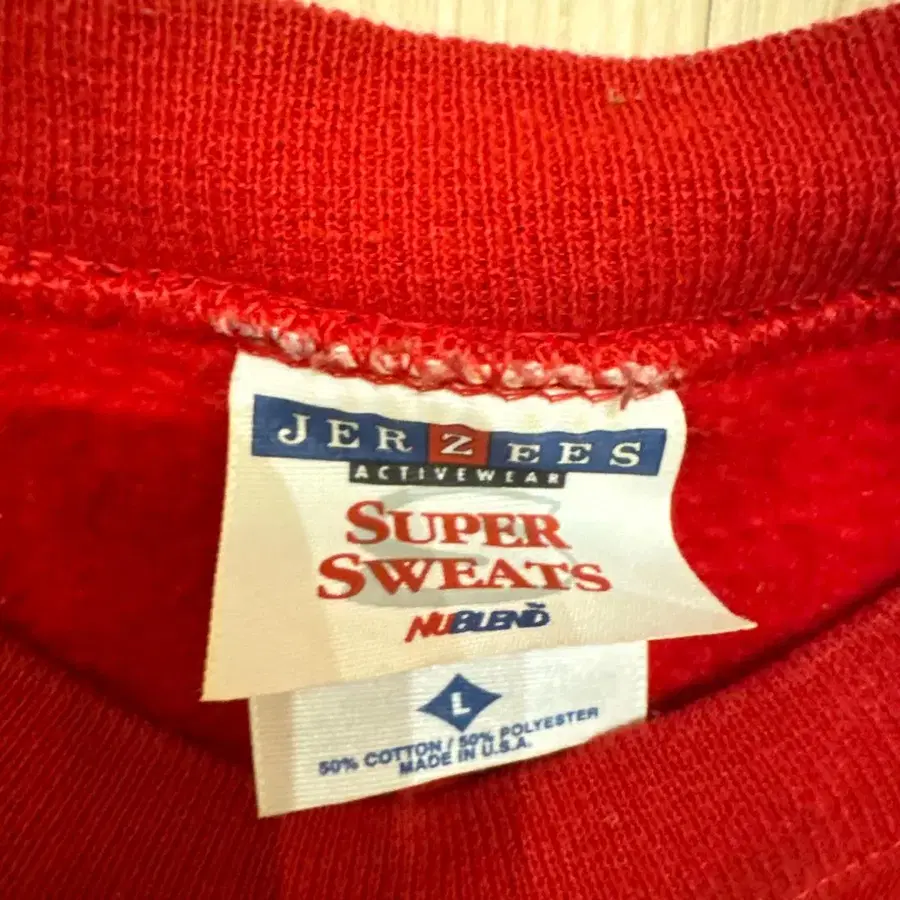 JERZEES
ACTIVEWEAR
SUPER
SWEATS
NUBLEND
L
50% COTTON / 50% POLYESTER
MADE IN U.S.A.